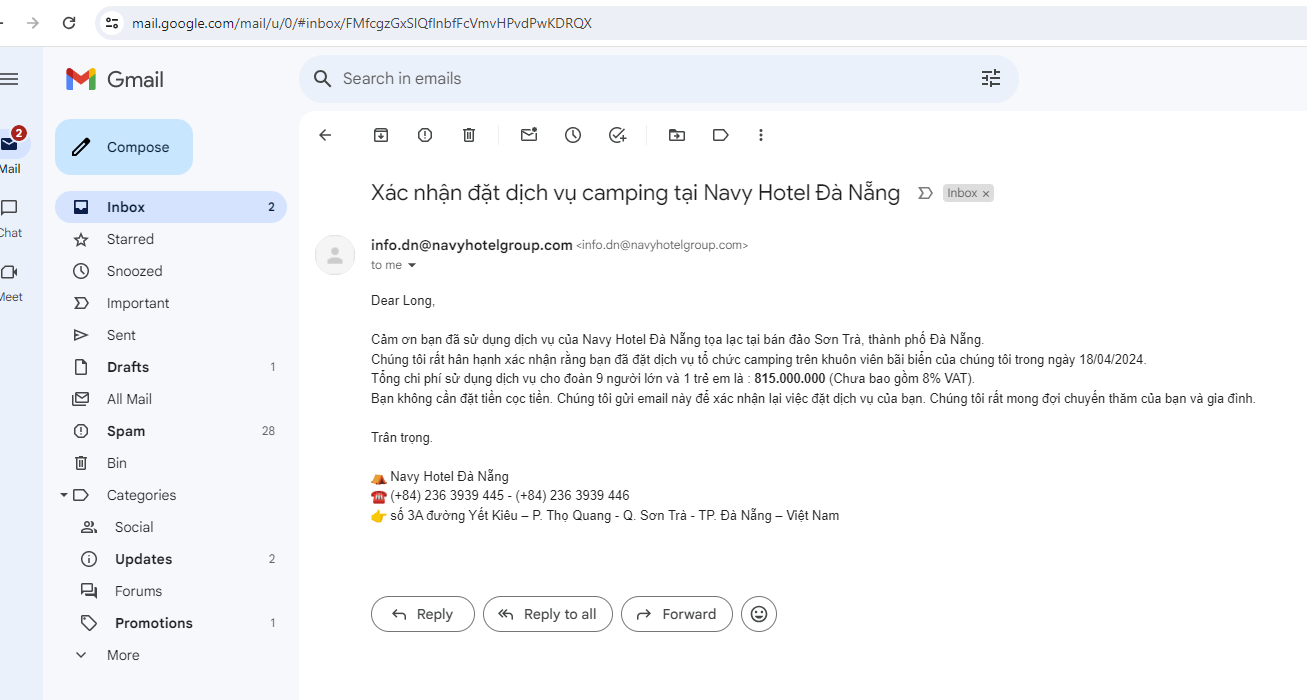 mail.google.com/mail/u/0/#inbox/FMfcgzGxSlQflnbfFcVmvHPvdPwKDRQX
Gmail
Search in emails
2
Mail
Chat
Meet
Compose
Inbox 2
Starred
Snoozed
Important
Sent
Drafts 1
All Mail
Spam 28
Bin
Categories
Social
Updates 2
Forums
Promotions 1
More
Xác nhận đặt dịch vụ camping tại Navy Hotel Đà Nẵng Inbox ×
info.dn@navyhotelgroup.com <info.dn@navyhotelgroup.com>
to me
Dear Long,
Cảm ơn bạn đã sử dụng dịch vụ của Navy Hotel Đà Nẵng tọa lạc tại bán đảo Sơn Trà, thành phố Đà Nẵng.
Chúng tôi rất hân hạnh xác nhận rằng bạn đã đặt dịch vụ tổ chức camping trên khuôn viên bãi biển của chúng tôi trong ngày 18/04/2024.
Tổng chi phí sử dụng dịch vụ cho đoàn 9 người lớn và 1 trẻ em là : 815.000.000 (Chưa bao gồm 8% VAT).
Bạn không cần đặt tiền cọc tiền. Chúng tôi gửi email này để xác nhận lại việc đặt dịch vụ của bạn. Chúng tôi rất mong đợi chuyến thăm của bạn và gia đình.
Trân trọng.
⛺ Navy Hotel Đà Nẵng
☎️ (+84) 236 3939 445 - (+84) 236 3939 446
👉 số 3A đường Yết Kiêu – P. Thọ Quang - Q. Sơn Trà - TP. Đà Nẵng – Việt Nam
Reply
Reply to all
Forward